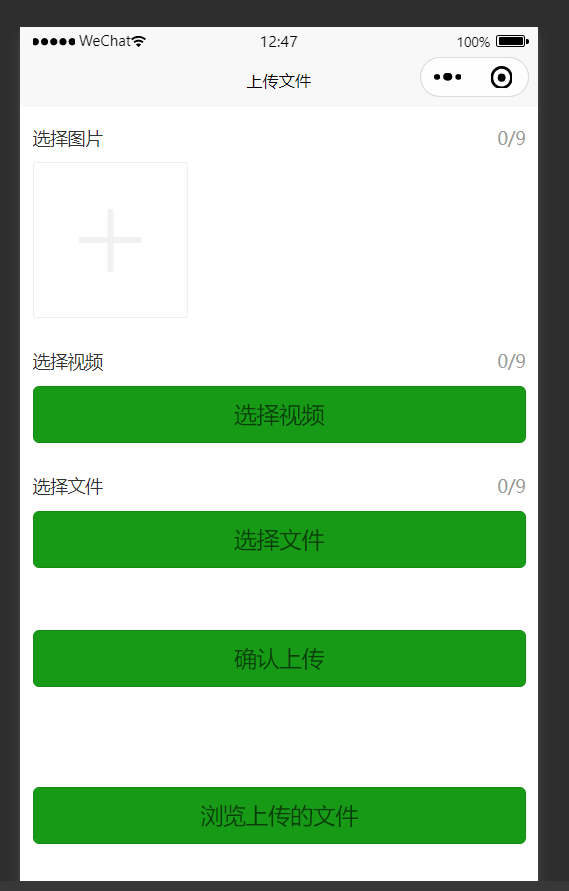 WeChat 12:47 100%
上传文件
选择图片 0/9
选择视频 0/9
选择视频
选择文件 0/9
选择文件
确认上传
浏览上传的文件